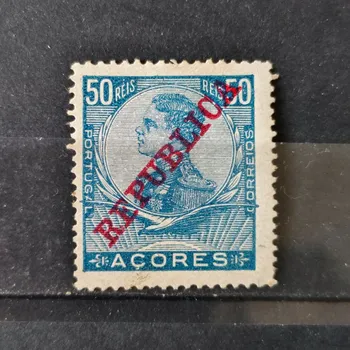 50 REIS REIS 50
PORTUGAL
CORREIOS
REPUBLICA
AÇORES